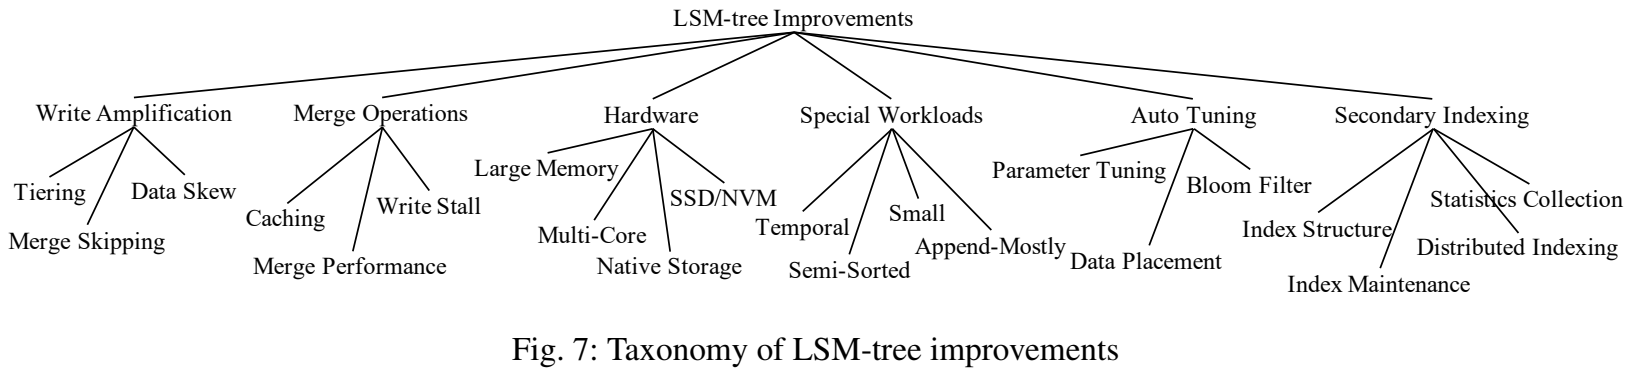 LSM-tree Improvements
Write Amplification
Merge Operations
Hardware
Special Workloads
Auto Tuning
Secondary Indexing
Tiering
Data Skew
Merge Skipping
Caching
Write Stall
Merge Performance
Large Memory
SSD/NVM
Multi-Core
Native Storage
Temporal
Small
Append-Mostly
Semi-Sorted
Parameter Tuning
Bloom Filter
Data Placement
Statistics Collection
Index Structure
Distributed Indexing
Index Maintenance
Fig. 7: Taxonomy of LSM-tree improvements